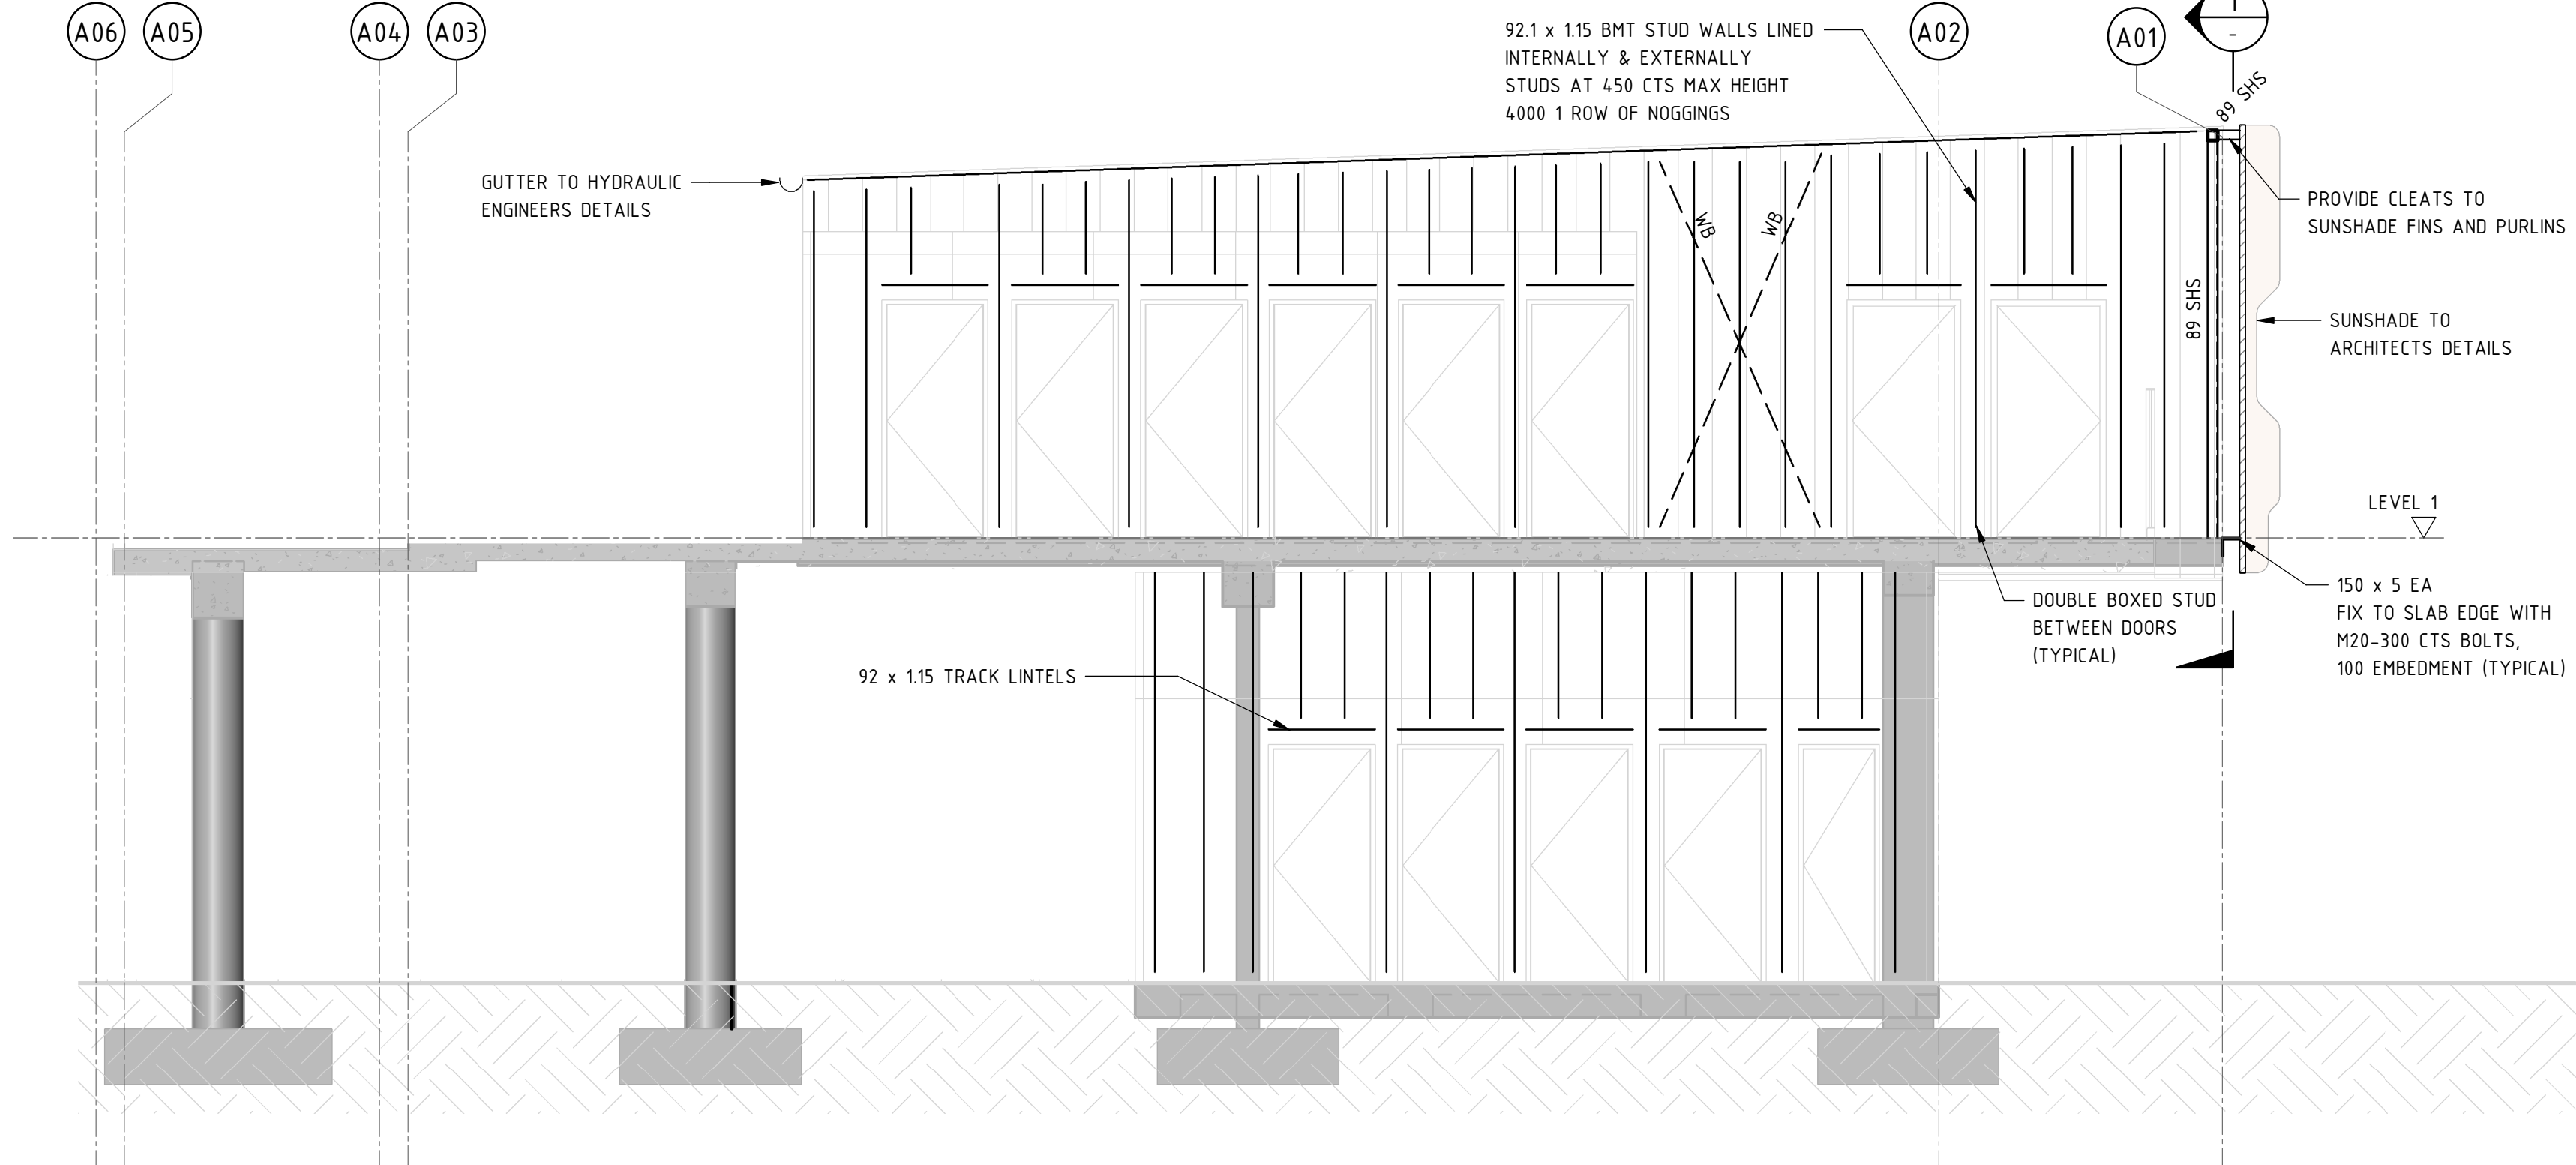 A06
A05
A04
A03
A02
A01
-
92.1 x 1.15 BMT STUD WALLS LINED
INTERNALLY & EXTERNALLY
STUDS AT 450 CTS MAX HEIGHT
4000 1 ROW OF NOGGINGS
89 SHS
GUTTER TO HYDRAULIC
ENGINEERS DETAILS
PROVIDE CLEATS TO
SUNSHADE FINS AND PURLINS
WB
WB
89 SHS
SUNSHADE TO
ARCHITECTS DETAILS
LEVEL 1
150 x 5 EA
FIX TO SLAB EDGE WITH
M20-300 CTS BOLTS,
100 EMBEDMENT (TYPICAL)
DOUBLE BOXED STUD
BETWEEN DOORS
(TYPICAL)
92 x 1.15 TRACK LINTELS